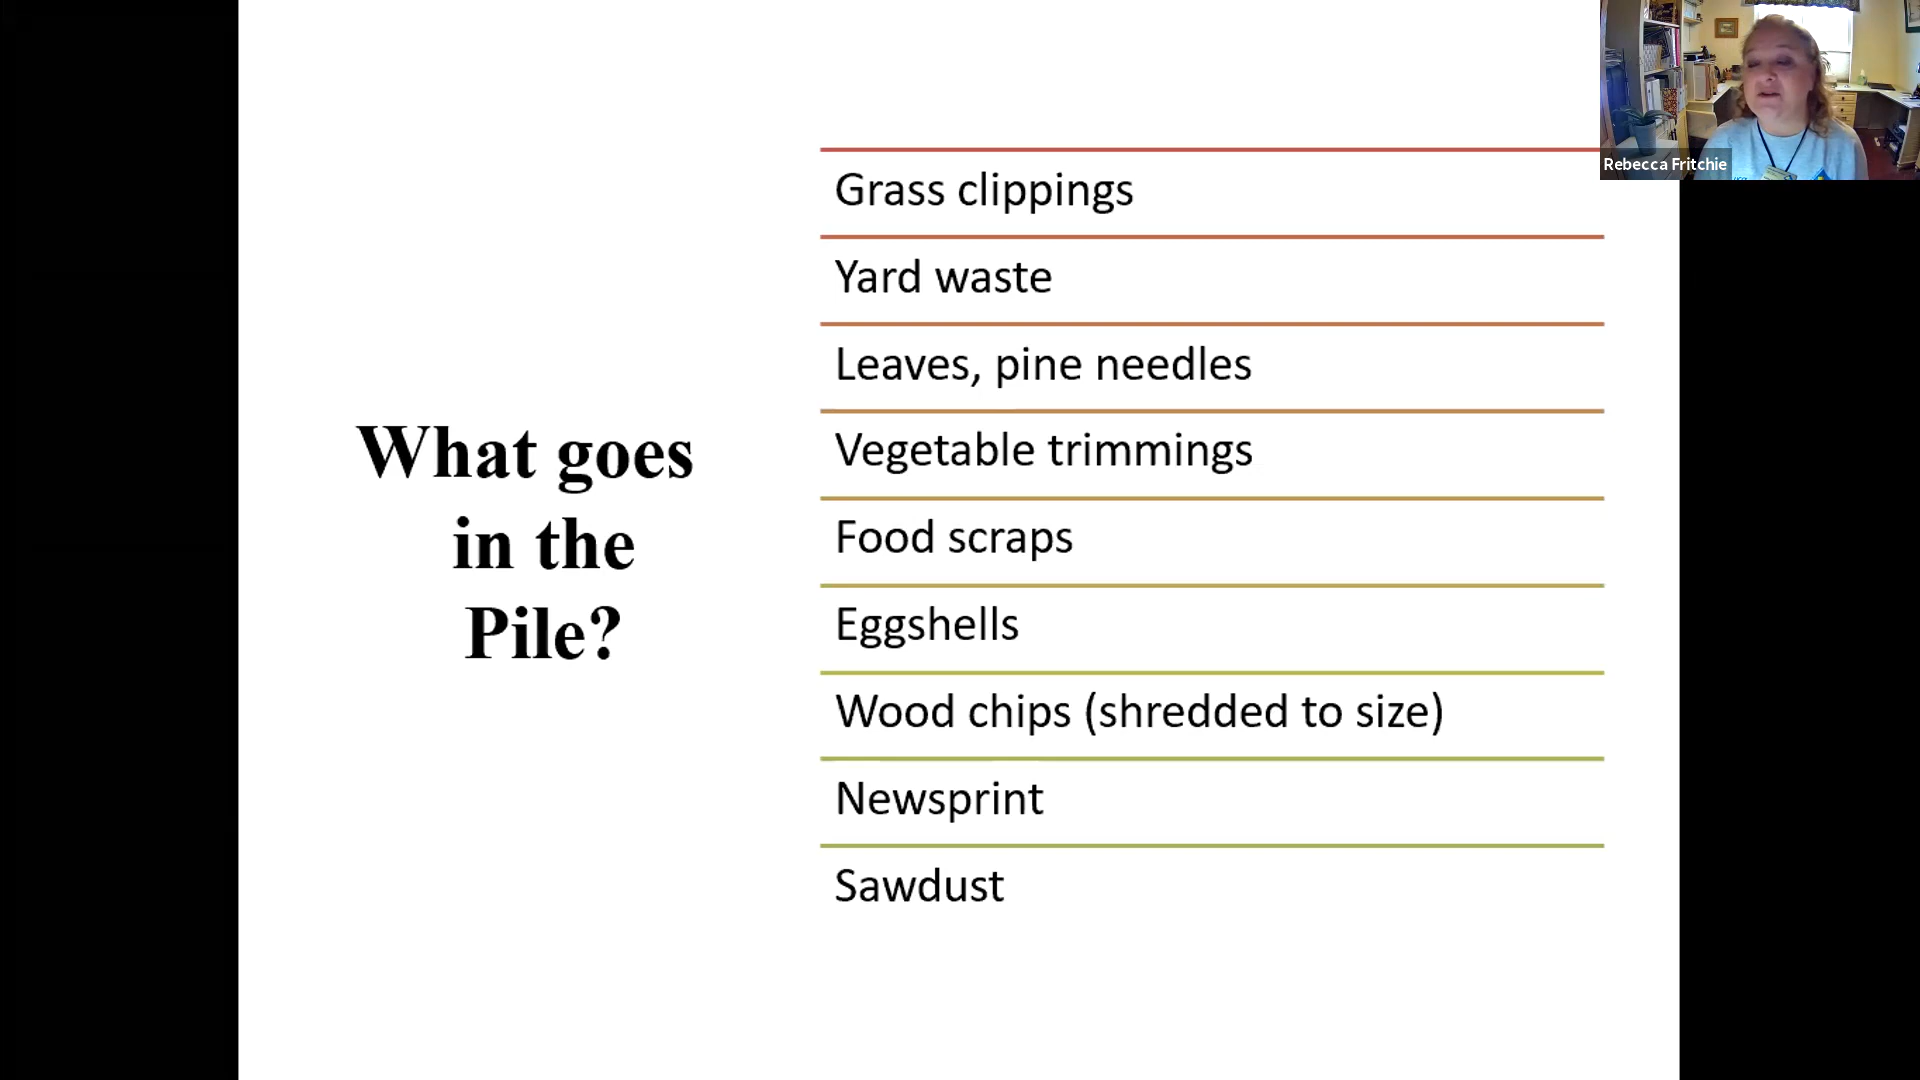 What goes
in the
Pile?
Grass clippings
Yard waste
Leaves, pine needles
Vegetable trimmings
Food scraps
Eggshells
Wood chips (shredded to size)
Newsprint
Sawdust
Rebecca Fritchie